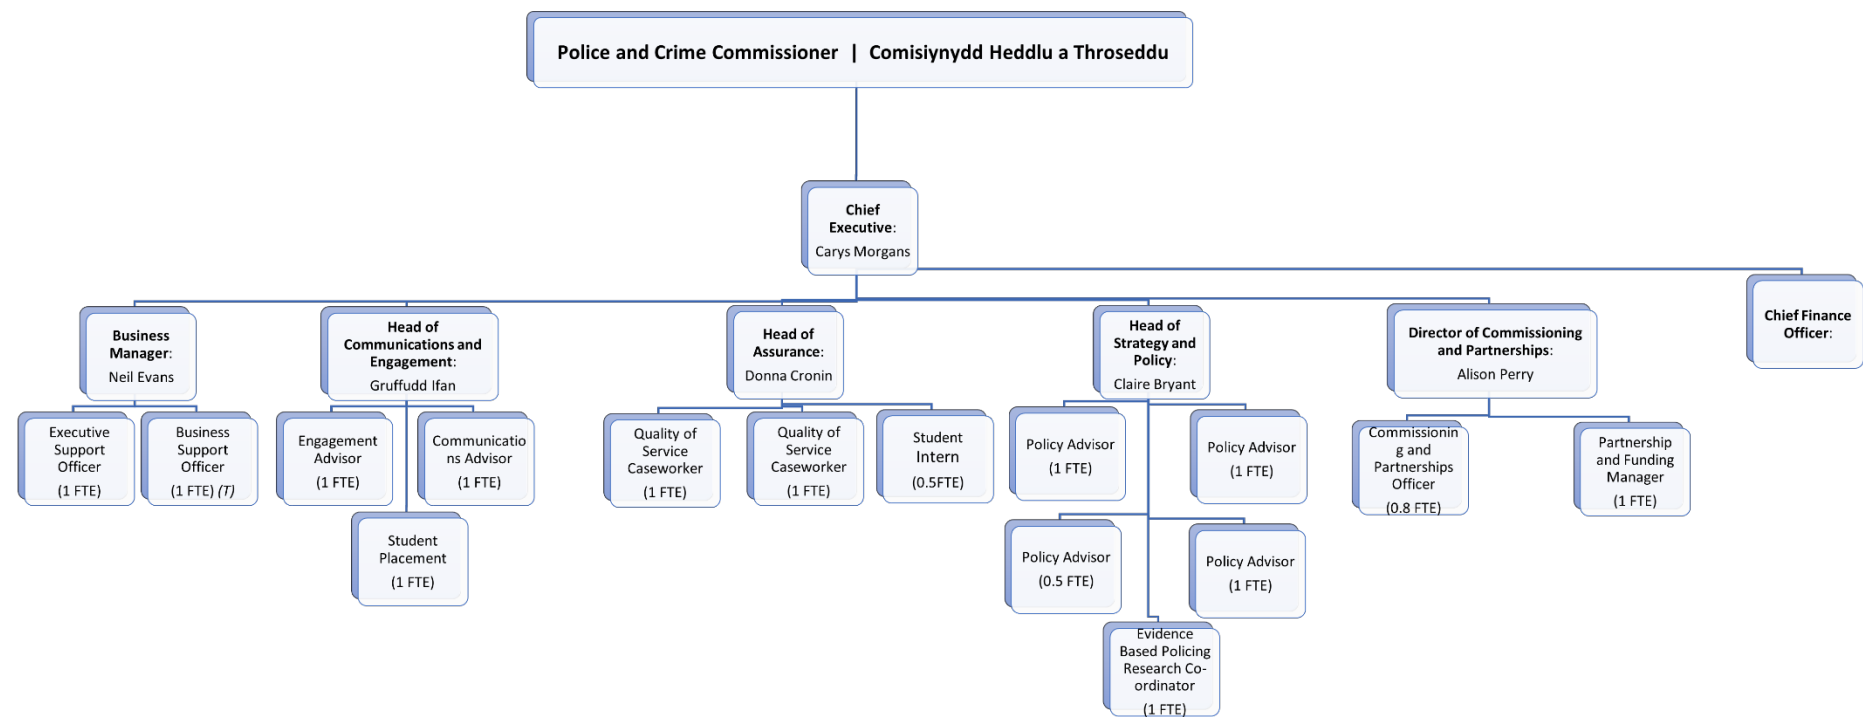 Police and Crime Commissioner | Comisiynydd Heddlu a Throseddu
Chief
Executive:
Carys Morgans
Business
Manager:
Neil Evans
Head of
Communications and
Engagement:
Gruffudd Ifan
Head of
Assurance:
Donna Cronin
Head of
Strategy and
Policy:
Claire Bryant
Director of Commissioning
and Partnerships:
Alison Perry
Chief Finance
Officer:
Executive
Support
Officer
(1 FTE)
Business
Support
Officer
(1 FTE) (T)
Engagement
Advisor
(1 FTE)
Communicatio
ns Advisor
(1 FTE)
Student
Placement
(1 FTE)
Quality of
Service
Caseworker
(1 FTE)
Quality of
Service
Caseworker
(1 FTE)
Student
Intern
(0.5FTE)
Policy Advisor
(1 FTE)
Policy Advisor
(1 FTE)
Policy Advisor
(0.5 FTE)
Policy Advisor
(1 FTE)
Evidence
Based Policing
Research Co-
ordinator
(1 FTE)
Commissionin
g and
Partnerships
Officer
(0.8 FTE)
Partnership
and Funding
Manager
(1 FTE)